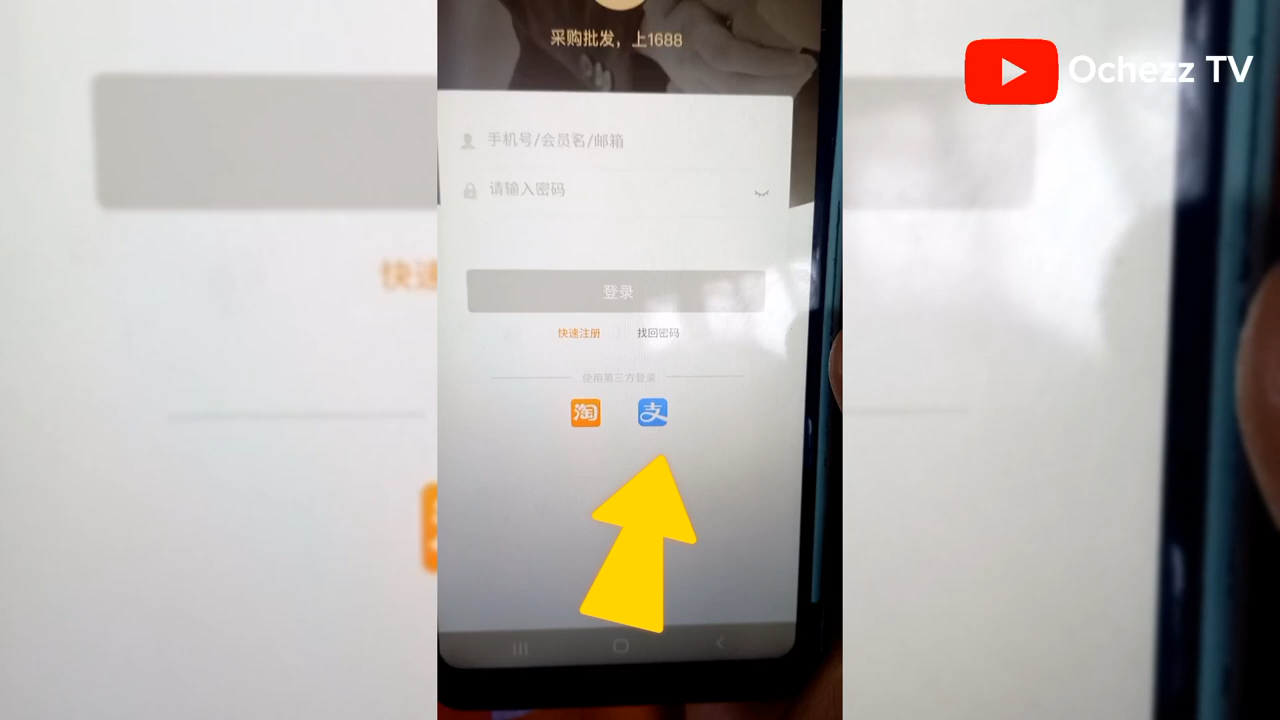 采购批发，上1688
Ochezz TV
手机号/会员名/邮箱
请输入密码
登录
快速
快速注册
找回密码
使用第三方登录
淘
支